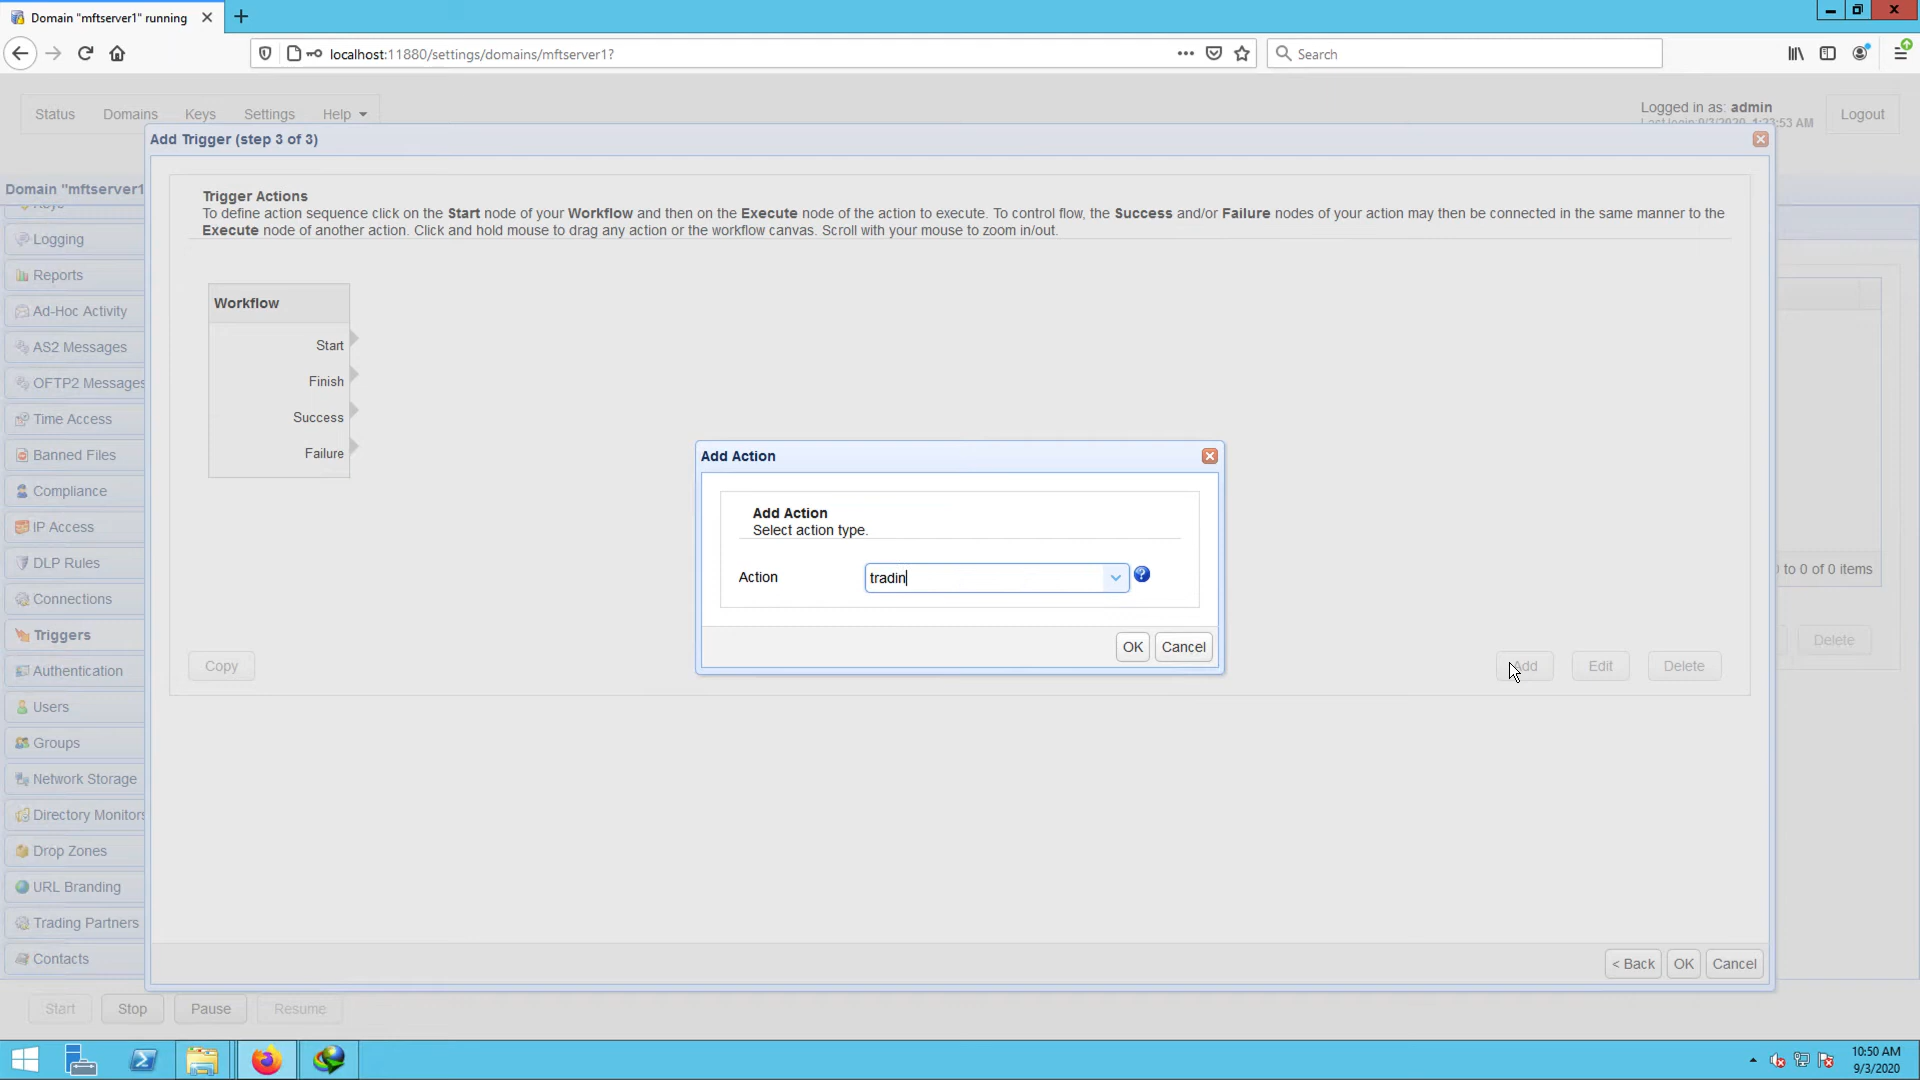 Domain "mftserver1" running
localhost:11880/settings/domains/mftserver1?
Search
Status
Domains
Keys
Settings
Help
Logged in as: admin
Logout
Add Trigger (step 3 of 3)
Domain "mftserver1
Trigger Actions
To define action sequence click on the Start node of your Workflow and then on the Execute node of the action to execute. To control flow, the Success and/or Failure nodes of your action may then be connected in the same manner to the
Execute node of another action. Click and hold mouse to drag any action or the workflow canvas. Scroll with your mouse to zoom in/out.
Logging
Reports
Ad-Hoc Activity
AS2 Messages
OFTP2 Messages
Time Access
Banned Files
Compliance
IP Access
DLP Rules
Connections
Triggers
Authentication
Users
Groups
Network Storage
Directory Monitors
Drop Zones
URL Branding
Trading Partners
Contacts
Workflow
Start
Finish
Success
Failure
Add Action
Add Action
Select action type.
Action
tradin
OK
Cancel
to 0 of 0 items
Delete
Copy
Add
Edit
Delete
< Back
OK
Cancel
Start
Stop
Pause
Resume
10:50 AM
9/3/2020